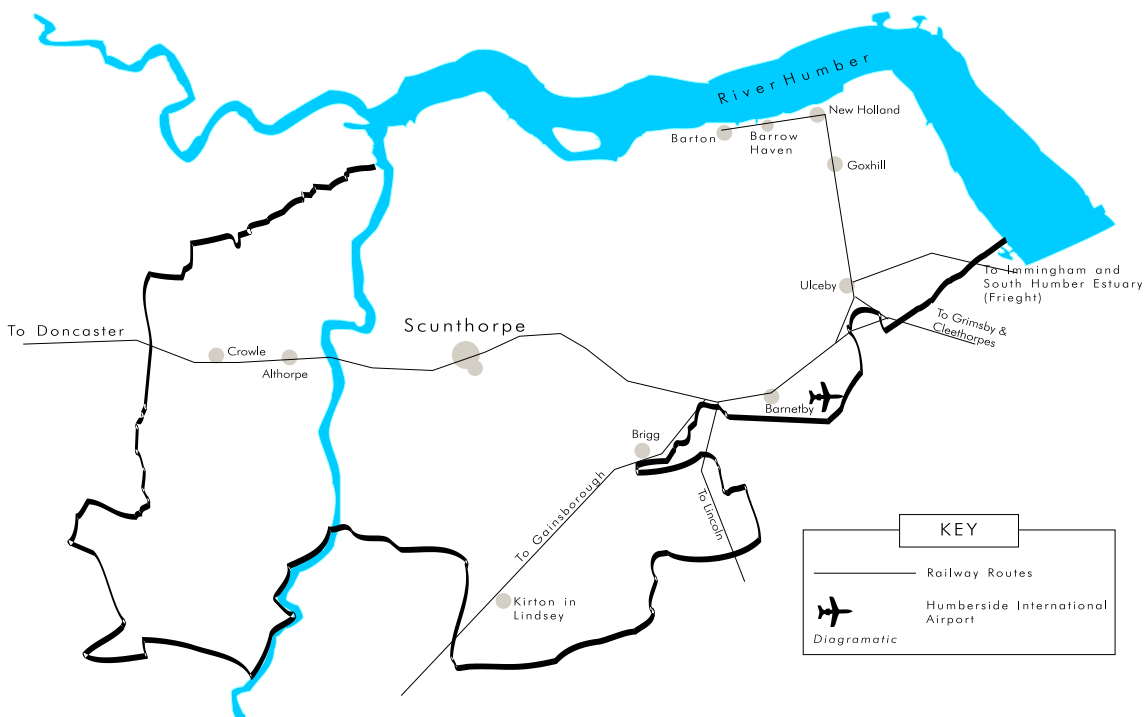 River Humber
New Holland
Barton
Barrow
Haven
Goxhill
Ulceby
To Immingham and
South Humber Estuary
(Frieght)
To Grimsby &
Cleethorpes
To Doncaster
Scunthorpe
Crowle
Althorpe
Barnetby
Brigg
To Gainsborough
To Lincoln
Kirton in
Lindsey
KEY
Railway Routes
Humberside International
Airport
Diagramatic